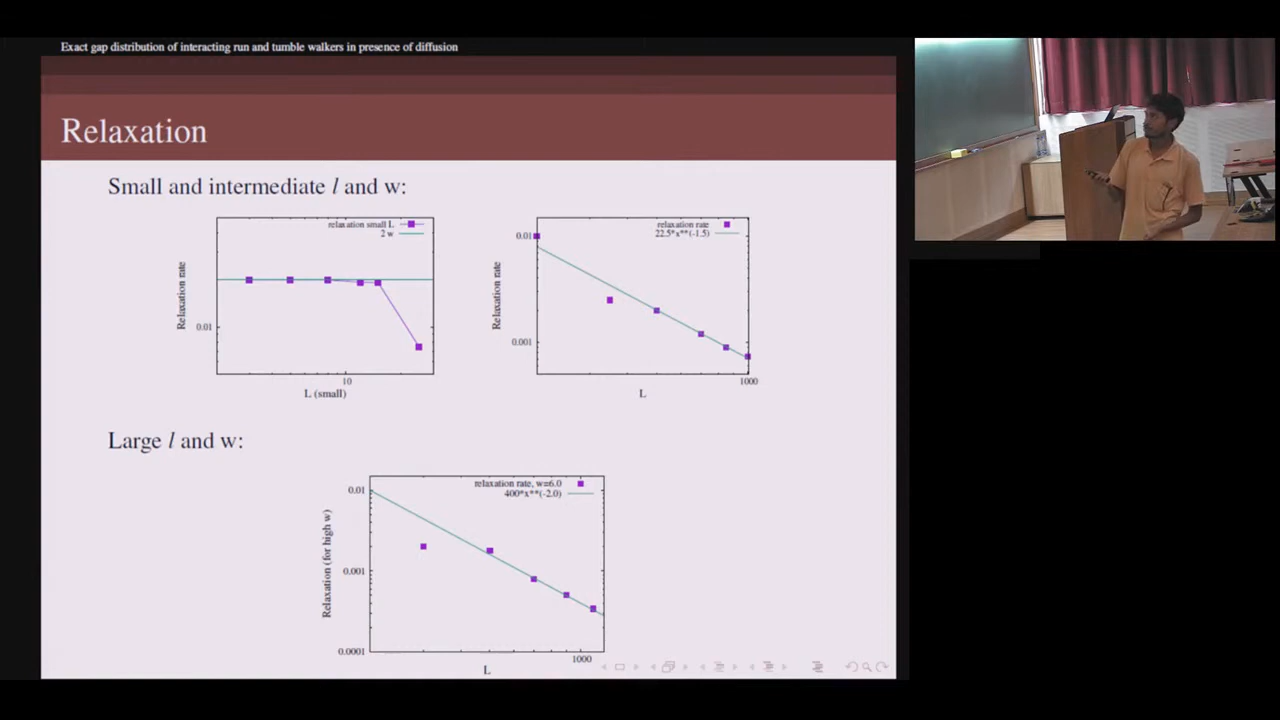 Exact gap distribution of interacting run and tumble walkers in presence of diffusion
Relaxation
Small and intermediate l and w:
relaxation small L
2 w
Relaxation rate
0.01
10
L (small)
relaxation rate
22.5*x**(-1.5)
Relaxation rate
0.01
0.001
1000
L
Large l and w:
relaxation rate, w=6.0
400*x**(-2.0)
Relaxation (for high w)
0.01
0.001
0.0001
1000
L